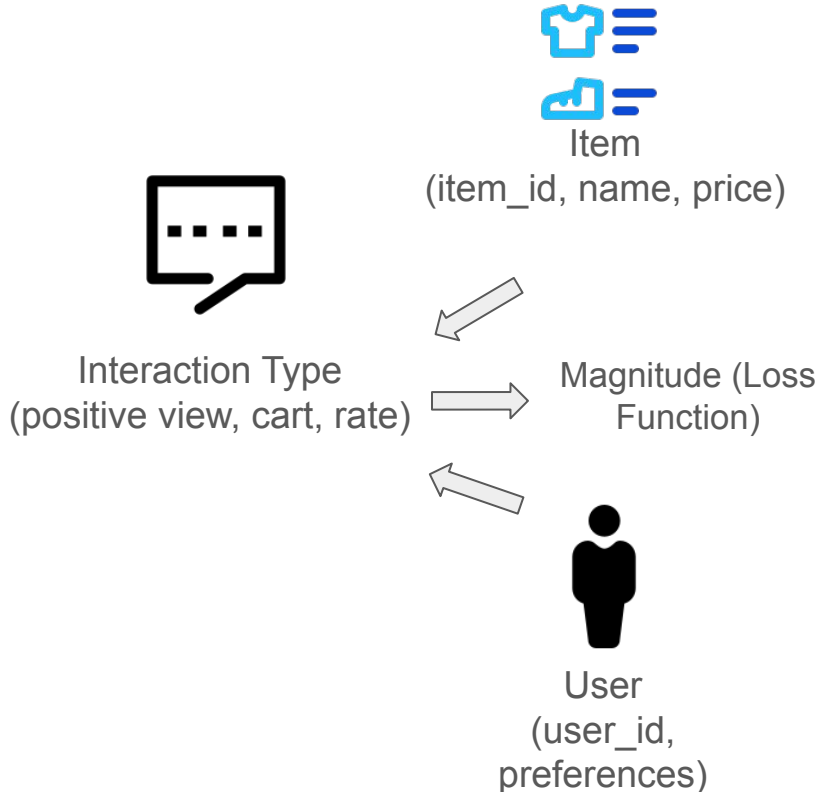 Item
(item_id, name, price)
Interaction Type
(positive view, cart, rate)
Magnitude (Loss
Function)
User
(user_id,
preferences)